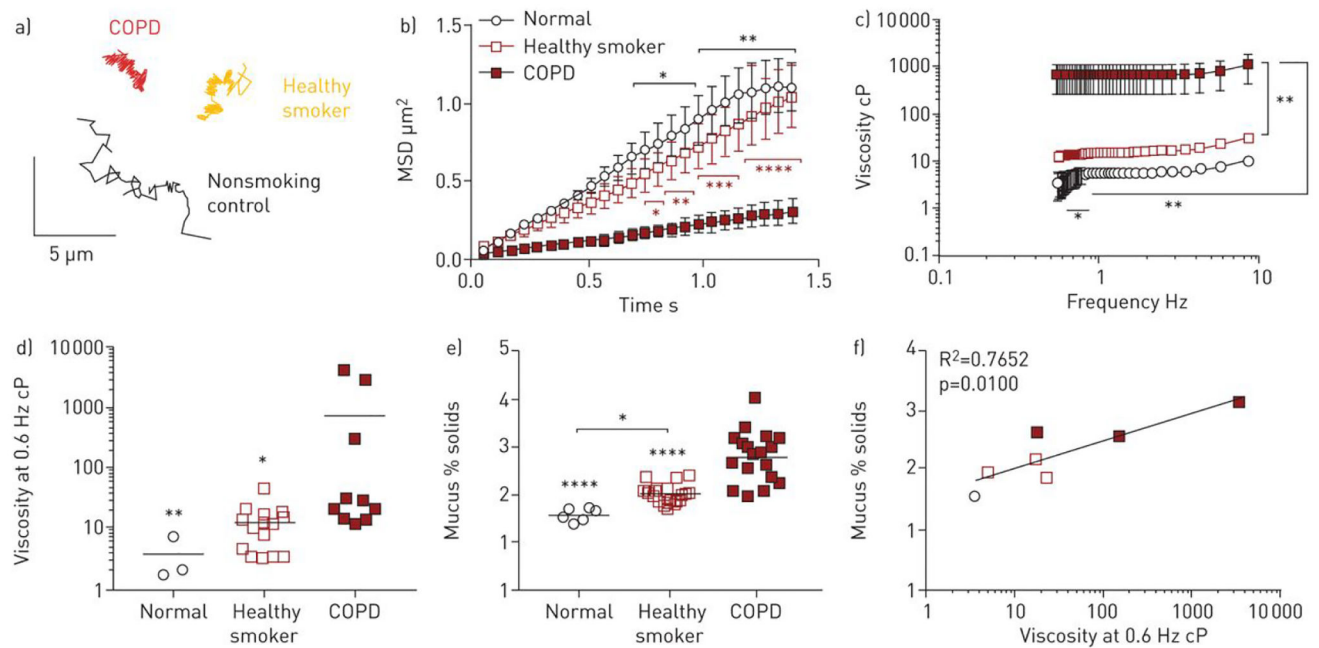 a)
COPD
Healthy
smoker
Nonsmoking
control
5 μm
b)
Normal
Healthy smoker
COPD
MSD μm²
1.5
1.0
0.5
0.0
*
**
*
**
***
****
0
0.5
1.0
1.5
Time s
c)
Viscosity cP
10000
1000
100
10
1
0.1
**
**
*
0.1
1
10
Frequency Hz
d)
Viscosity at 0.6 Hz cP
10 000
1000
100
10
1
**
*
Normal
Healthy
smoker
COPD
e)
Mucus % solids
5
4
3
2
1
1
*
****
****
Normal
Healthy
smoker
COPD
f)
R²=0.7652
p=0.0100
Mucus % solids
4
3
2
1
1
1
10
100
1000
10 000
Viscosity at 0.6 Hz cP